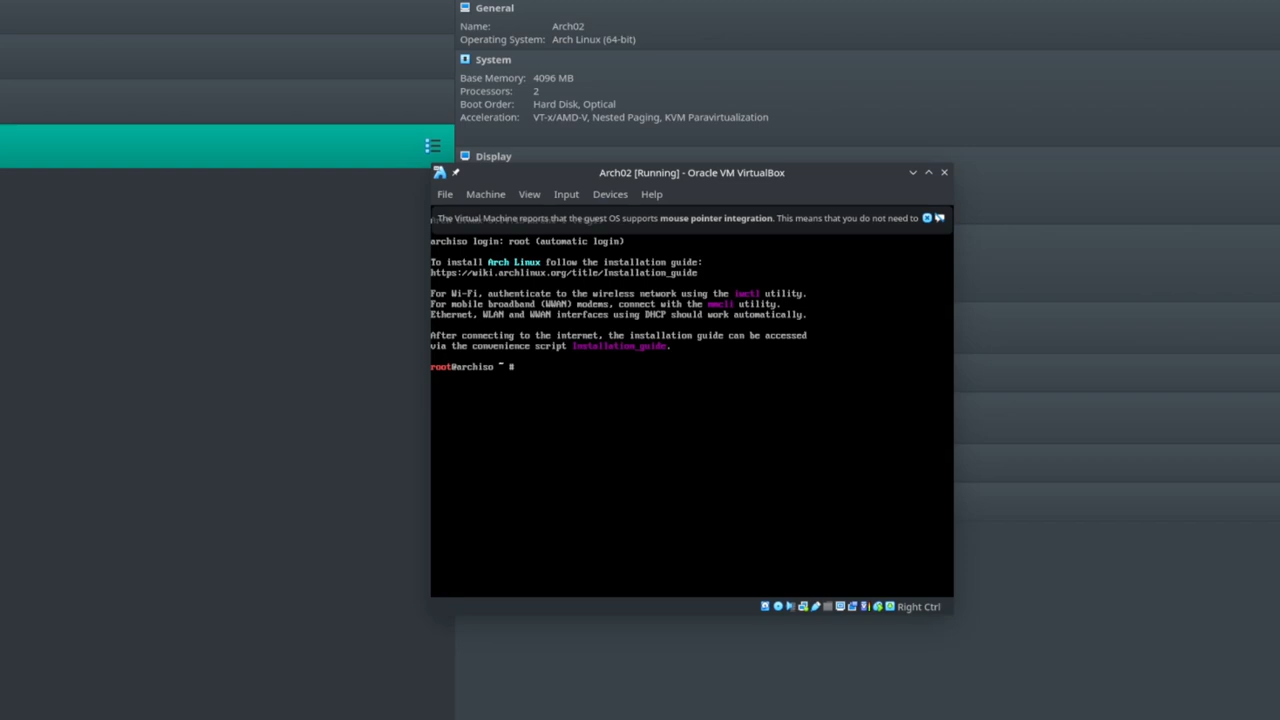 General
Name: Arch02
Operating System: Arch Linux (64-bit)
System
Base Memory: 4096 MB
Processors: 2
Boot Order: Hard Disk, Optical
Acceleration: VT-x/AMD-V, Nested Paging, KVM Paravirtualization
Display
Arch02 [Running] - Oracle VM VirtualBox
File Machine View Input Devices Help
The Virtual Machine reports that the guest OS supports mouse pointer integration. This means that you do not need to
archiso login: root (automatic login)
To install Arch Linux follow the installation guide:
https://wiki.archlinux.org/title/Installation_guide
For Wi-Fi, authenticate to the wireless network using the iwctl utility.
For mobile broadband (WWAN) modems, connect with the mmcli utility.
Ethernet, WLAN and WWAN interfaces using DHCP should work automatically.
After connecting to the internet, the installation guide can be accessed
via the convenience script Installation_guide.
root@archiso ~ #
Right Ctrl